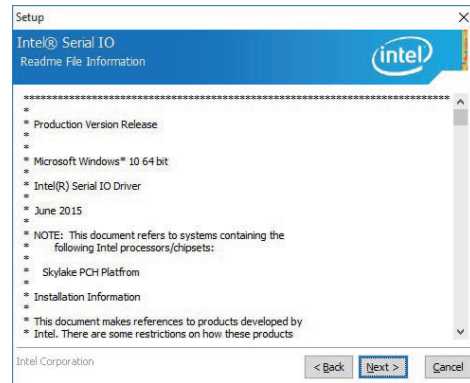 Setup
Intel® Serial IO
Readme File Information
intel
********************************************************************************
*
* Production Version Release
*
*
* Microsoft Windows* 10 64 bit
*
* Intel(R) Serial IO Driver
*
* June 2015
*
* NOTE: This document refers to systems containing the
* following Intel processors/chipsets:
*
* Skylake PCH Platfrom
*
* Installation Information
*
* This document makes references to products developed by
* Intel. There are some restrictions on how these products
Intel Corporation
< Back Next > Cancel